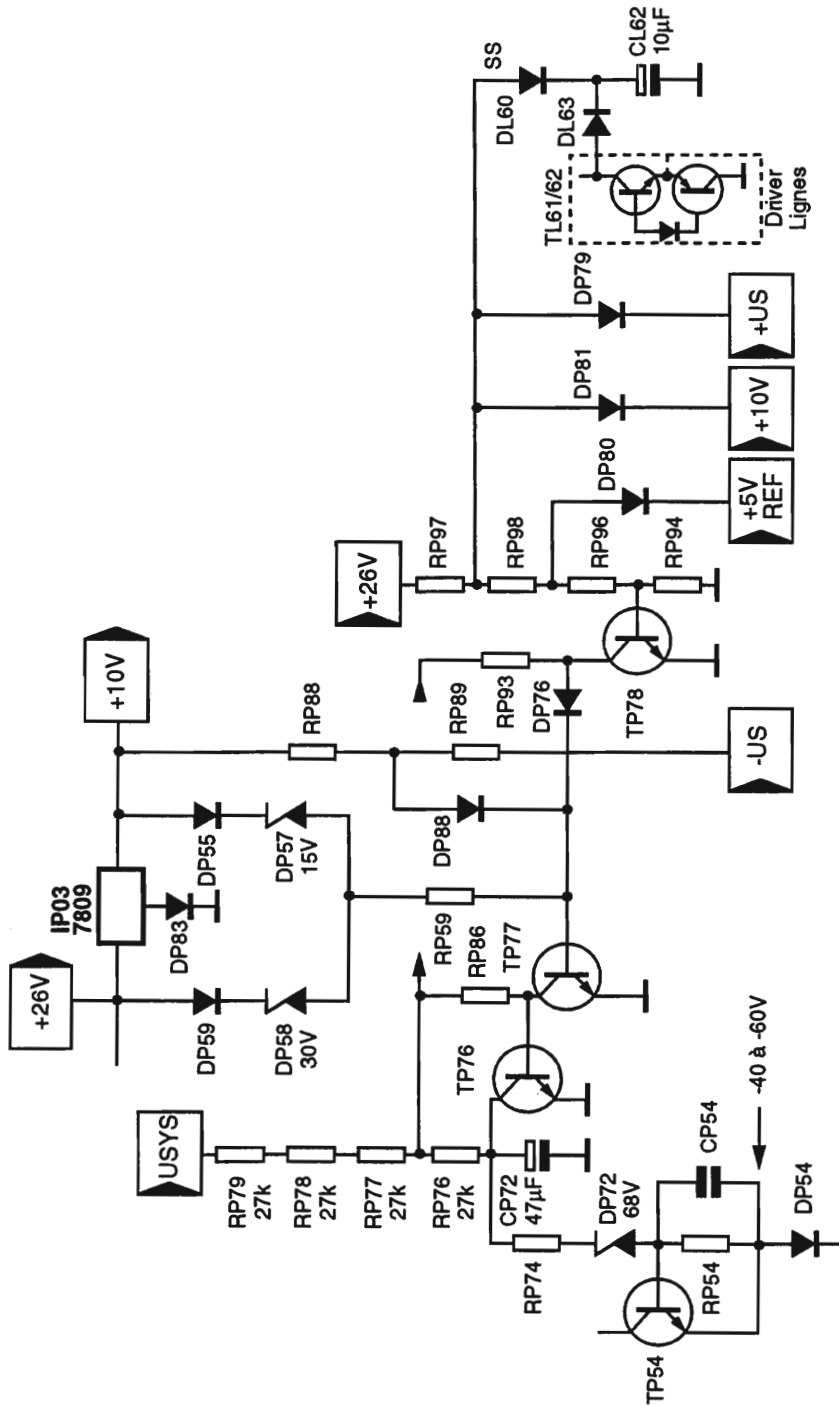 USYS
RP79
27k
RP78
27k
RP77
27k
RP76
27k
CP72
47µF
RP74
DP72
68V
TP54
RP54
CP54
-40 à -60V
DP54
+26V
IP03
7809
+10V
DP83
DP59
DP58
30V
DP55
DP57
15V
RP59
RP86
TP77
TP76
RP88
DP88
RP89
RP93
DP76
TP78
-US
+26V
RP97
RP98
RP96
RP94
DP80
DP81
DP79
+5V
REF
+10V
+US
SS
DL60
DL63
CL62
10µF
TL61/62
Driver
Lignes